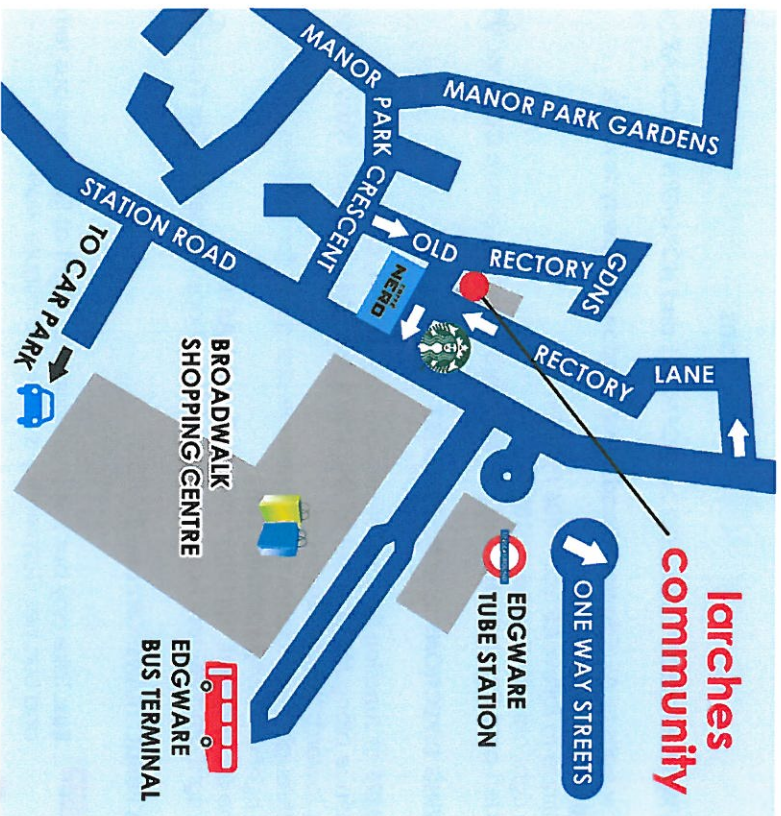 larches
community
ONE WAY STREETS
LANE
RECTORY
GDNS
RECTORY
OLD
MANOR PARK GARDENS
MANOR PARK CRESCENT
NERO
EDGWARE
TUBE STATION
STATION ROAD
BROADWALK
SHOPPING CENTRE
EDGWARE
BUS TERMINAL
TO CAR PARK